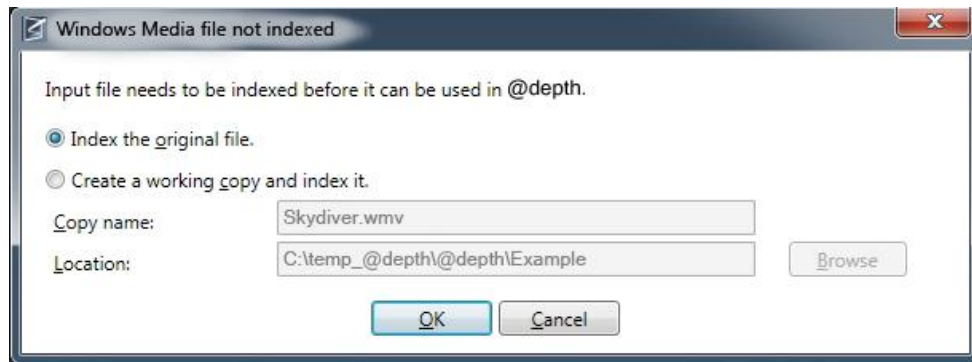 Windows Media file not indexed
X
Input file needs to be indexed before it can be used in @depth.
Index the original file.
Create a working copy and index it.
Copy name: Skydiver.wmv
Location: C:\temp_@depth\@depth\Example Browse
OK Cancel